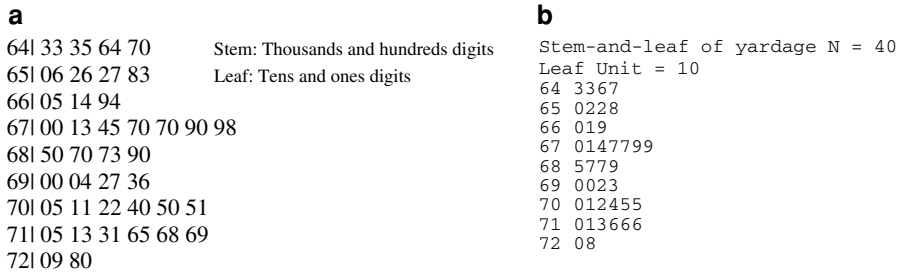 a
64| 33 35 64 70 Stem: Thousands and hundreds digits
65| 06 26 27 83 Leaf: Tens and ones digits
66| 05 14 94
67| 00 13 45 70 70 90 98
68| 50 70 73 90
69| 00 04 27 36
70| 05 11 22 40 50 51
71| 05 13 31 65 68 69
72| 09 80
b
Stem-and-leaf of yardage N = 40
Leaf Unit = 10
64 3367
65 0228
66 019
67 0147799
68 5779
69 0023
70 012455
71 013666
72 08